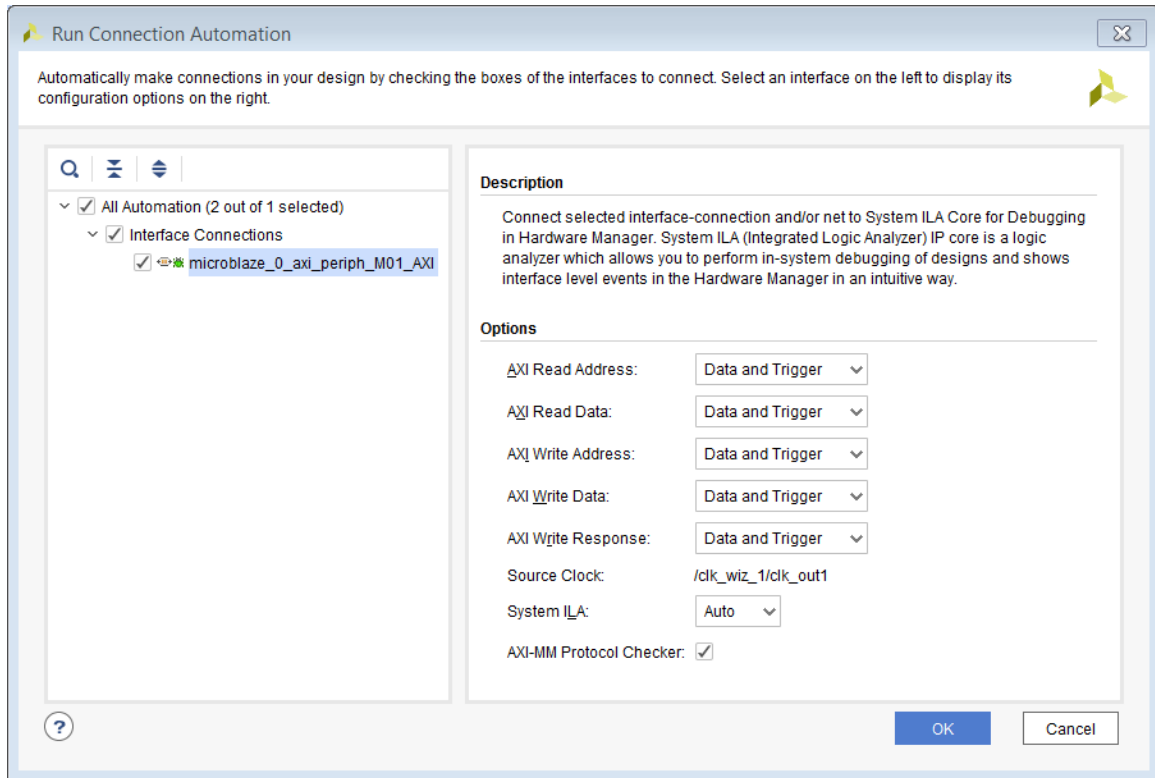 Run Connection Automation
Automatically make connections in your design by checking the boxes of the interfaces to connect. Select an interface on the left to display its
configuration options on the right.
All Automation (2 out of 1 selected)
Interface Connections
microblaze_0_axi_periph_M01_AXI
Description
Connect selected interface-connection and/or net to System ILA Core for Debugging
in Hardware Manager. System ILA (Integrated Logic Analyzer) IP core is a logic
analyzer which allows you to perform in-system debugging of designs and shows
interface level events in the Hardware Manager in an intuitive way.
Options
AXI Read Address: Data and Trigger
AXI Read Data: Data and Trigger
AXI Write Address: Data and Trigger
AXI Write Data: Data and Trigger
AXI Write Response: Data and Trigger
Source Clock: /clk_wiz_1/clk_out1
System ILA: Auto
AXI-MM Protocol Checker:
? OK Cancel